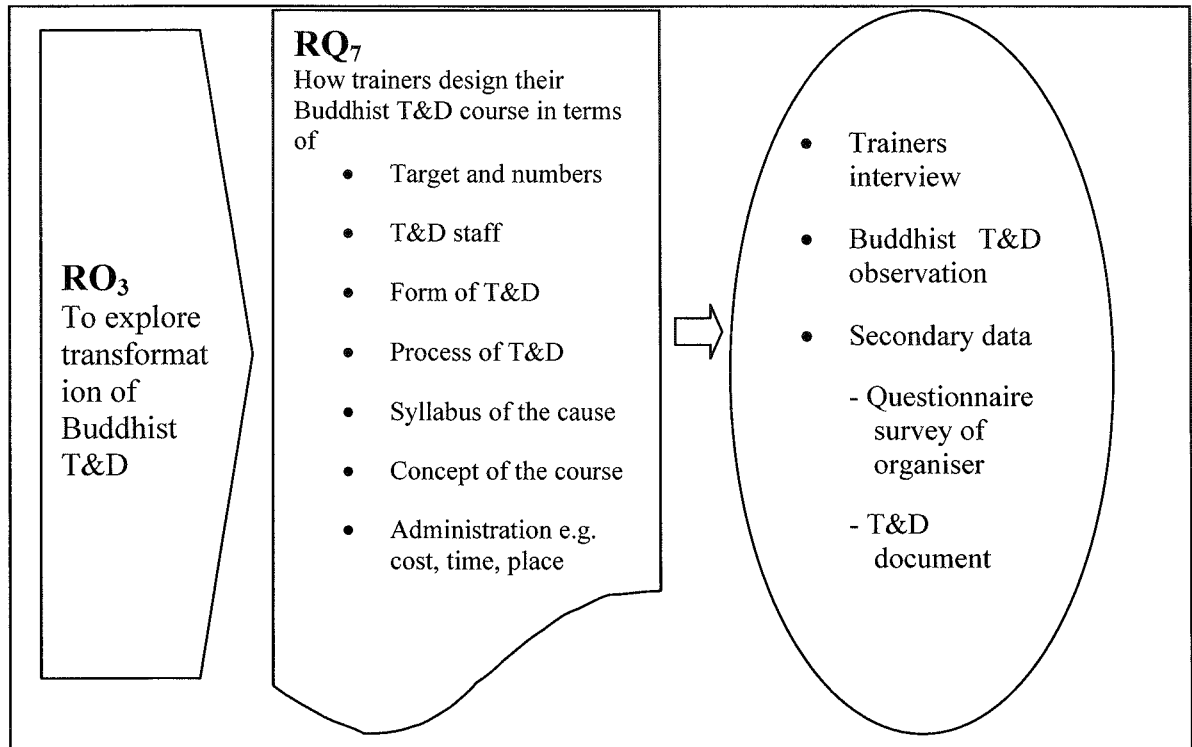 RO3
To explore
transformat
ion of
Buddhist
T&D
RQ7
How trainers design their
Buddhist T&D course in terms
of
• Target and numbers
• T&D staff
• Form of T&D
• Process of T&D
• Syllabus of the cause
• Concept of the course
• Administration e.g.
cost, time, place
• Trainers
interview
• Buddhist T&D
observation
• Secondary data
- Questionnaire
survey of
organiser
- T&D
document